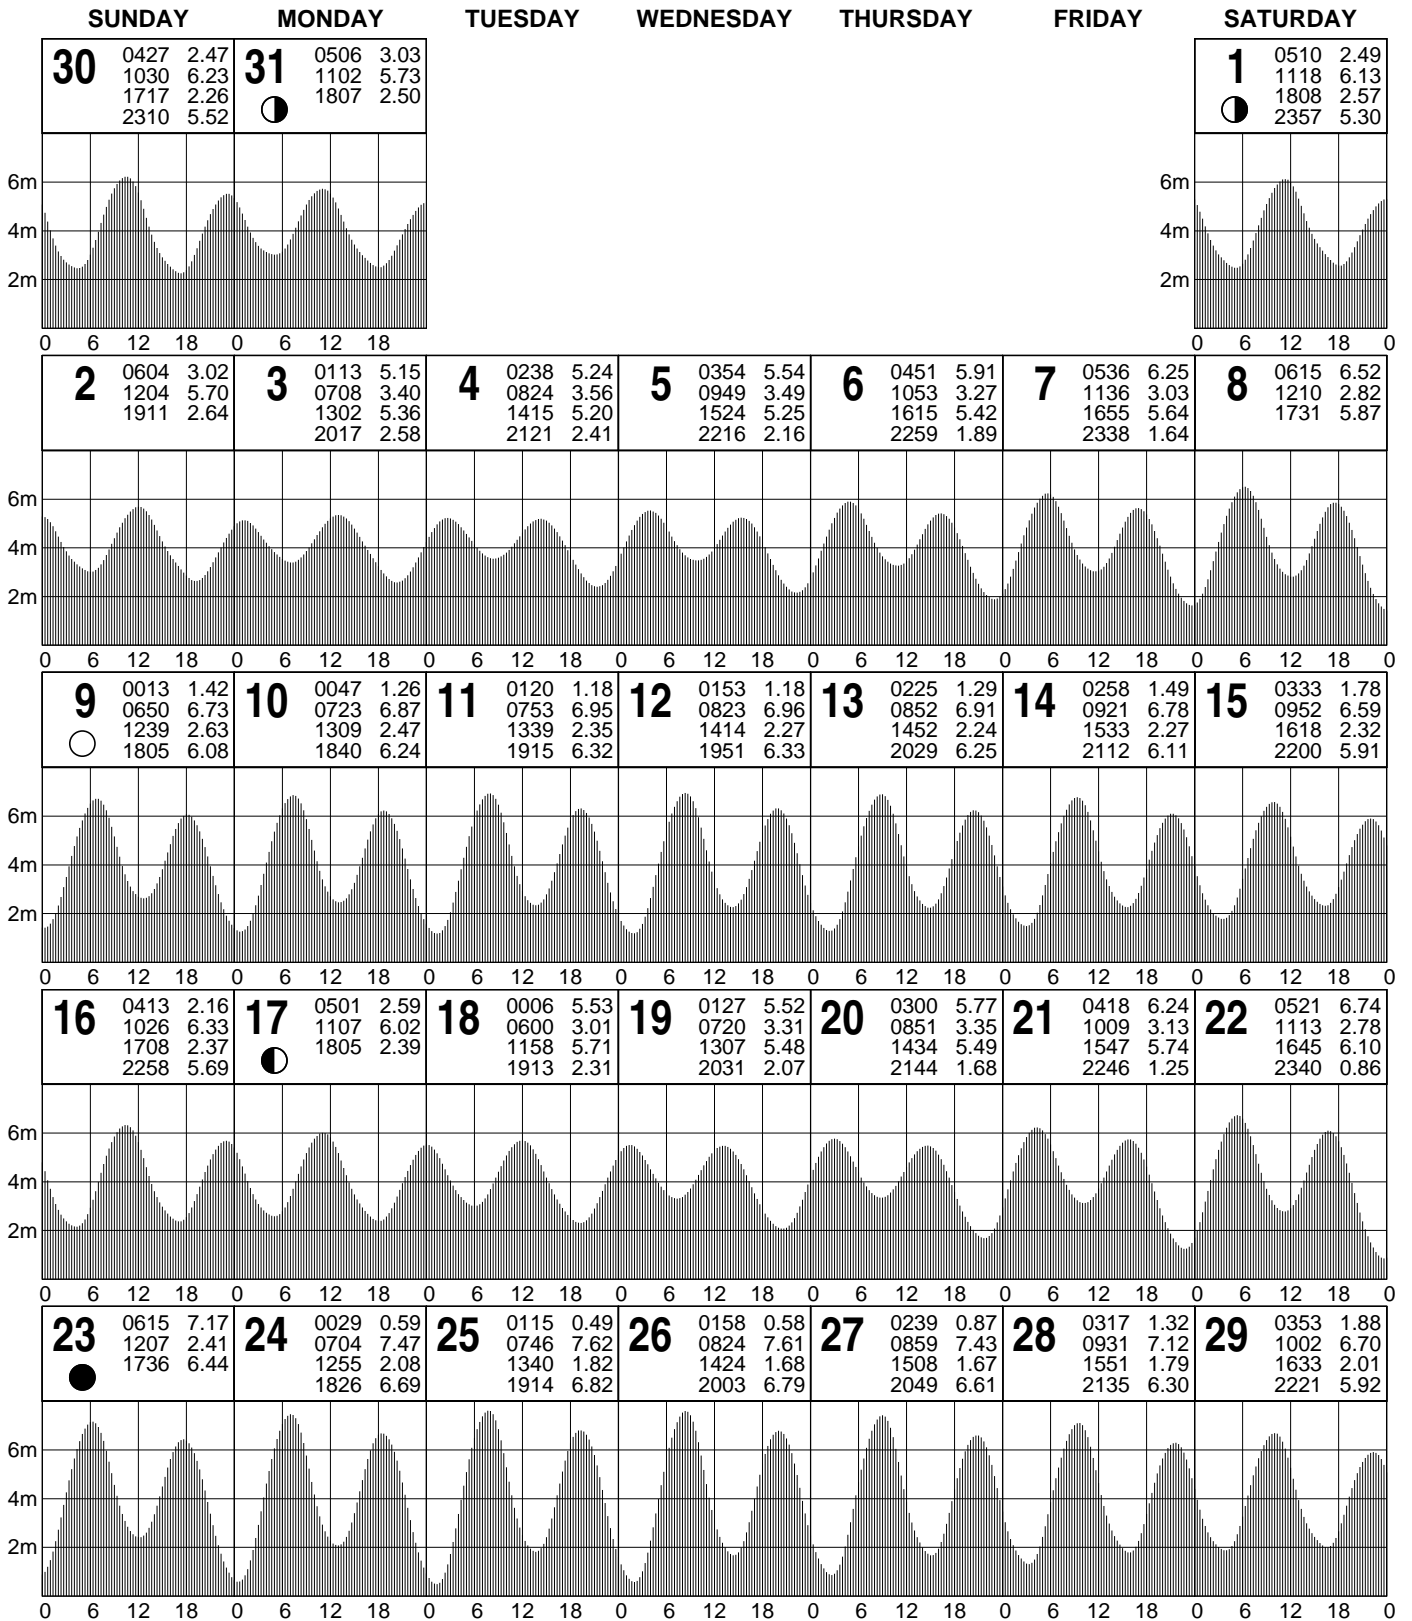 SUNDAY MONDAY TUESDAY WEDNESDAY THURSDAY FRIDAY SATURDAY
30 0427 2.47 31 0506 3.03 1 0510 2.49
1030 6.23 1102 5.73 1118 6.13
1717 2.26 1807 2.50 1808 2.57
2310 5.52 2357 5.30
6m 6m
4m 4m
2m 2m
0 6 12 18 0 6 12 18 0 6 12 18 0
2 0604 3.02 3 0113 5.15 4 0238 5.24 5 0354 5.54 6 0451 5.91 7 0536 6.25 8 0615 6.52
1204 5.70 0708 3.40 0824 3.56 0949 3.49 1053 3.27 1136 3.03 1210 2.82
1911 2.64 1302 5.36 1415 5.20 1524 5.25 1615 5.42 1655 5.64 1731 5.87
2017 2.58 2121 2.41 2216 2.16 2259 1.89 2338 1.64
6m
4m
2m
0 6 12 18 0 6 12 18 0 6 12 18 0 6 12 18 0 6 12 18 0 6 12 18 0 6 12 18 0
9 0013 1.42 10 0047 1.26 11 0120 1.18 12 0153 1.18 13 0225 1.29 14 0258 1.49 15 0333 1.78
0650 6.73 0723 6.87 0753 6.95 0823 6.96 0852 6.91 0921 6.78 0952 6.59
1239 2.63 1309 2.47 1339 2.35 1414 2.27 1452 2.24 1533 2.27 1618 2.32
1805 6.08 1840 6.24 1915 6.32 1951 6.33 2029 6.25 2112 6.11 2200 5.91
6m
4m
2m
0 6 12 18 0 6 12 18 0 6 12 18 0 6 12 18 0 6 12 18 0 6 12 18 0 6 12 18 0
16 0413 2.16 17 0501 2.59 18 0006 5.53 19 0127 5.52 20 0300 5.77 21 0418 6.24 22 0521 6.74
1026 6.33 1107 6.02 0600 3.01 0720 3.31 0851 3.35 1009 3.13 1113 2.78
1708 2.37 1805 2.39 1158 5.71 1307 5.48 1434 5.49 1547 5.74 1645 6.10
2258 5.69 1913 2.31 2031 2.07 2144 1.68 2246 1.25 2340 0.86
6m
4m
2m
0 6 12 18 0 6 12 18 0 6 12 18 0 6 12 18 0 6 12 18 0 6 12 18 0 6 12 18 0
23 0615 7.17 24 0029 0.59 25 0115 0.49 26 0158 0.58 27 0239 0.87 28 0317 1.32 29 0353 1.88
1207 2.41 0704 7.47 0746 7.62 0824 7.61 0859 7.43 0931 7.12 1002 6.70
1736 6.44 1255 2.08 1340 1.82 1424 1.68 1508 1.67 1551 1.79 1633 2.01
1826 6.69 1914 6.82 2003 6.79 2049 6.61 2135 6.30 2221 5.92
6m
4m
2m
0 6 12 18 0 6 12 18 0 6 12 18 0 6 12 18 0 6 12 18 0 6 12 18 0 6 12 18 0